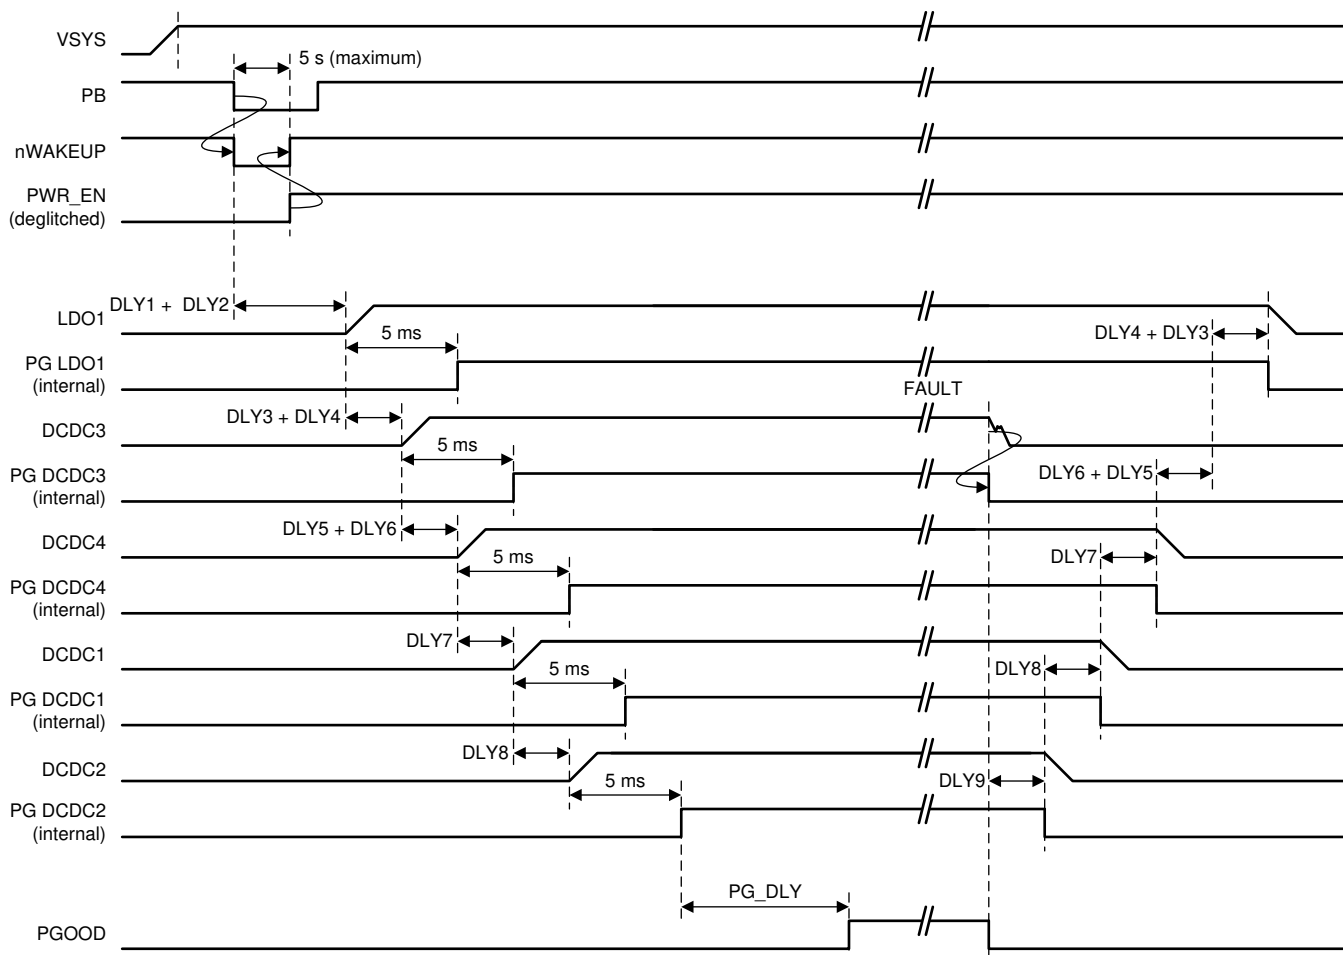 VSYS
5 s (maximum)
PB
nWAKEUP
PWR_EN
(deglitched)
DLY1 + DLY2
LDO1
5 ms
DLY4 + DLY3
PG LDO1
(internal)
FAULT
DLY3 + DLY4
DCDC3
5 ms
PG DCDC3
(internal)
DLY6 + DLY5
DLY5 + DLY6
DCDC4
5 ms
DLY7
PG DCDC4
(internal)
DLY7
DCDC1
5 ms
DLY8
PG DCDC1
(internal)
DLY8
DCDC2
5 ms
DLY9
PG DCDC2
(internal)
PG_DLY
PGOOD